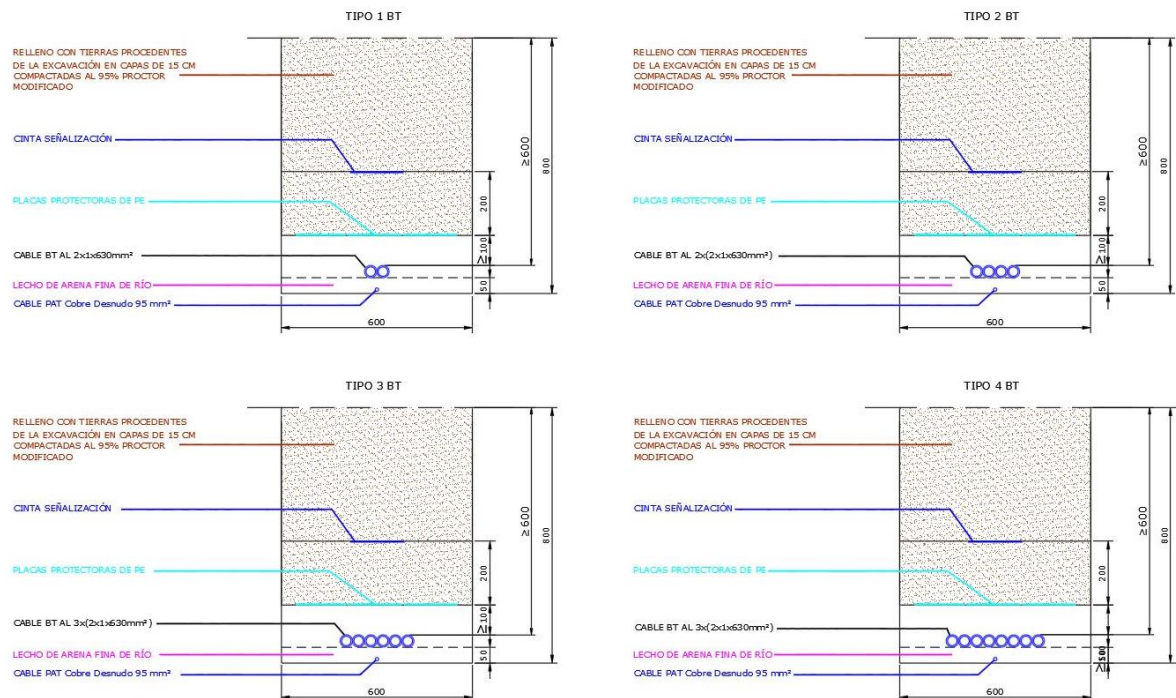 TIPO 1 BT
RELLENO CON TIERRAS PROCEDENTES
DE LA EXCAVACIÓN EN CAPAS DE 15 CM
COMPACTADAS AL 95% PROCTOR
MODIFICADO
CINTA SEÑALIZACIÓN
PLACAS PROTECTORAS DE PE
CABLE BT AL 2x1x630mm²
LECHO DE ARENA FINA DE RÍO
CABLE PAT Cobre Desnudo 95 mm²
≥600
800
200
≥100
50
600
TIPO 2 BT
RELLENO CON TIERRAS PROCEDENTES
DE LA EXCAVACIÓN EN CAPAS DE 15 CM
COMPACTADAS AL 95% PROCTOR
MODIFICADO
CINTA SEÑALIZACIÓN
PLACAS PROTECTORAS DE PE
CABLE BT AL 2x(2x1x630mm²)
LECHO DE ARENA FINA DE RÍO
CABLE PAT Cobre Desnudo 95 mm²
≥600
800
200
≥100
50
600
TIPO 3 BT
RELLENO CON TIERRAS PROCEDENTES
DE LA EXCAVACIÓN EN CAPAS DE 15 CM
COMPACTADAS AL 95% PROCTOR
MODIFICADO
CINTA SEÑALIZACIÓN
PLACAS PROTECTORAS DE PE
CABLE BT AL 3x(2x1x630mm²)
LECHO DE ARENA FINA DE RÍO
CABLE PAT Cobre Desnudo 95 mm²
≥600
800
200
≥100
50
600
TIPO 4 BT
RELLENO CON TIERRAS PROCEDENTES
DE LA EXCAVACIÓN EN CAPAS DE 15 CM
COMPACTADAS AL 95% PROCTOR
MODIFICADO
CINTA SEÑALIZACIÓN
PLACAS PROTECTORAS DE PE
CABLE BT AL 3x(2x1x630mm²)
LECHO DE ARENA FINA DE RÍO
CABLE PAT Cobre Desnudo 95 mm²
≥600
800
200
600